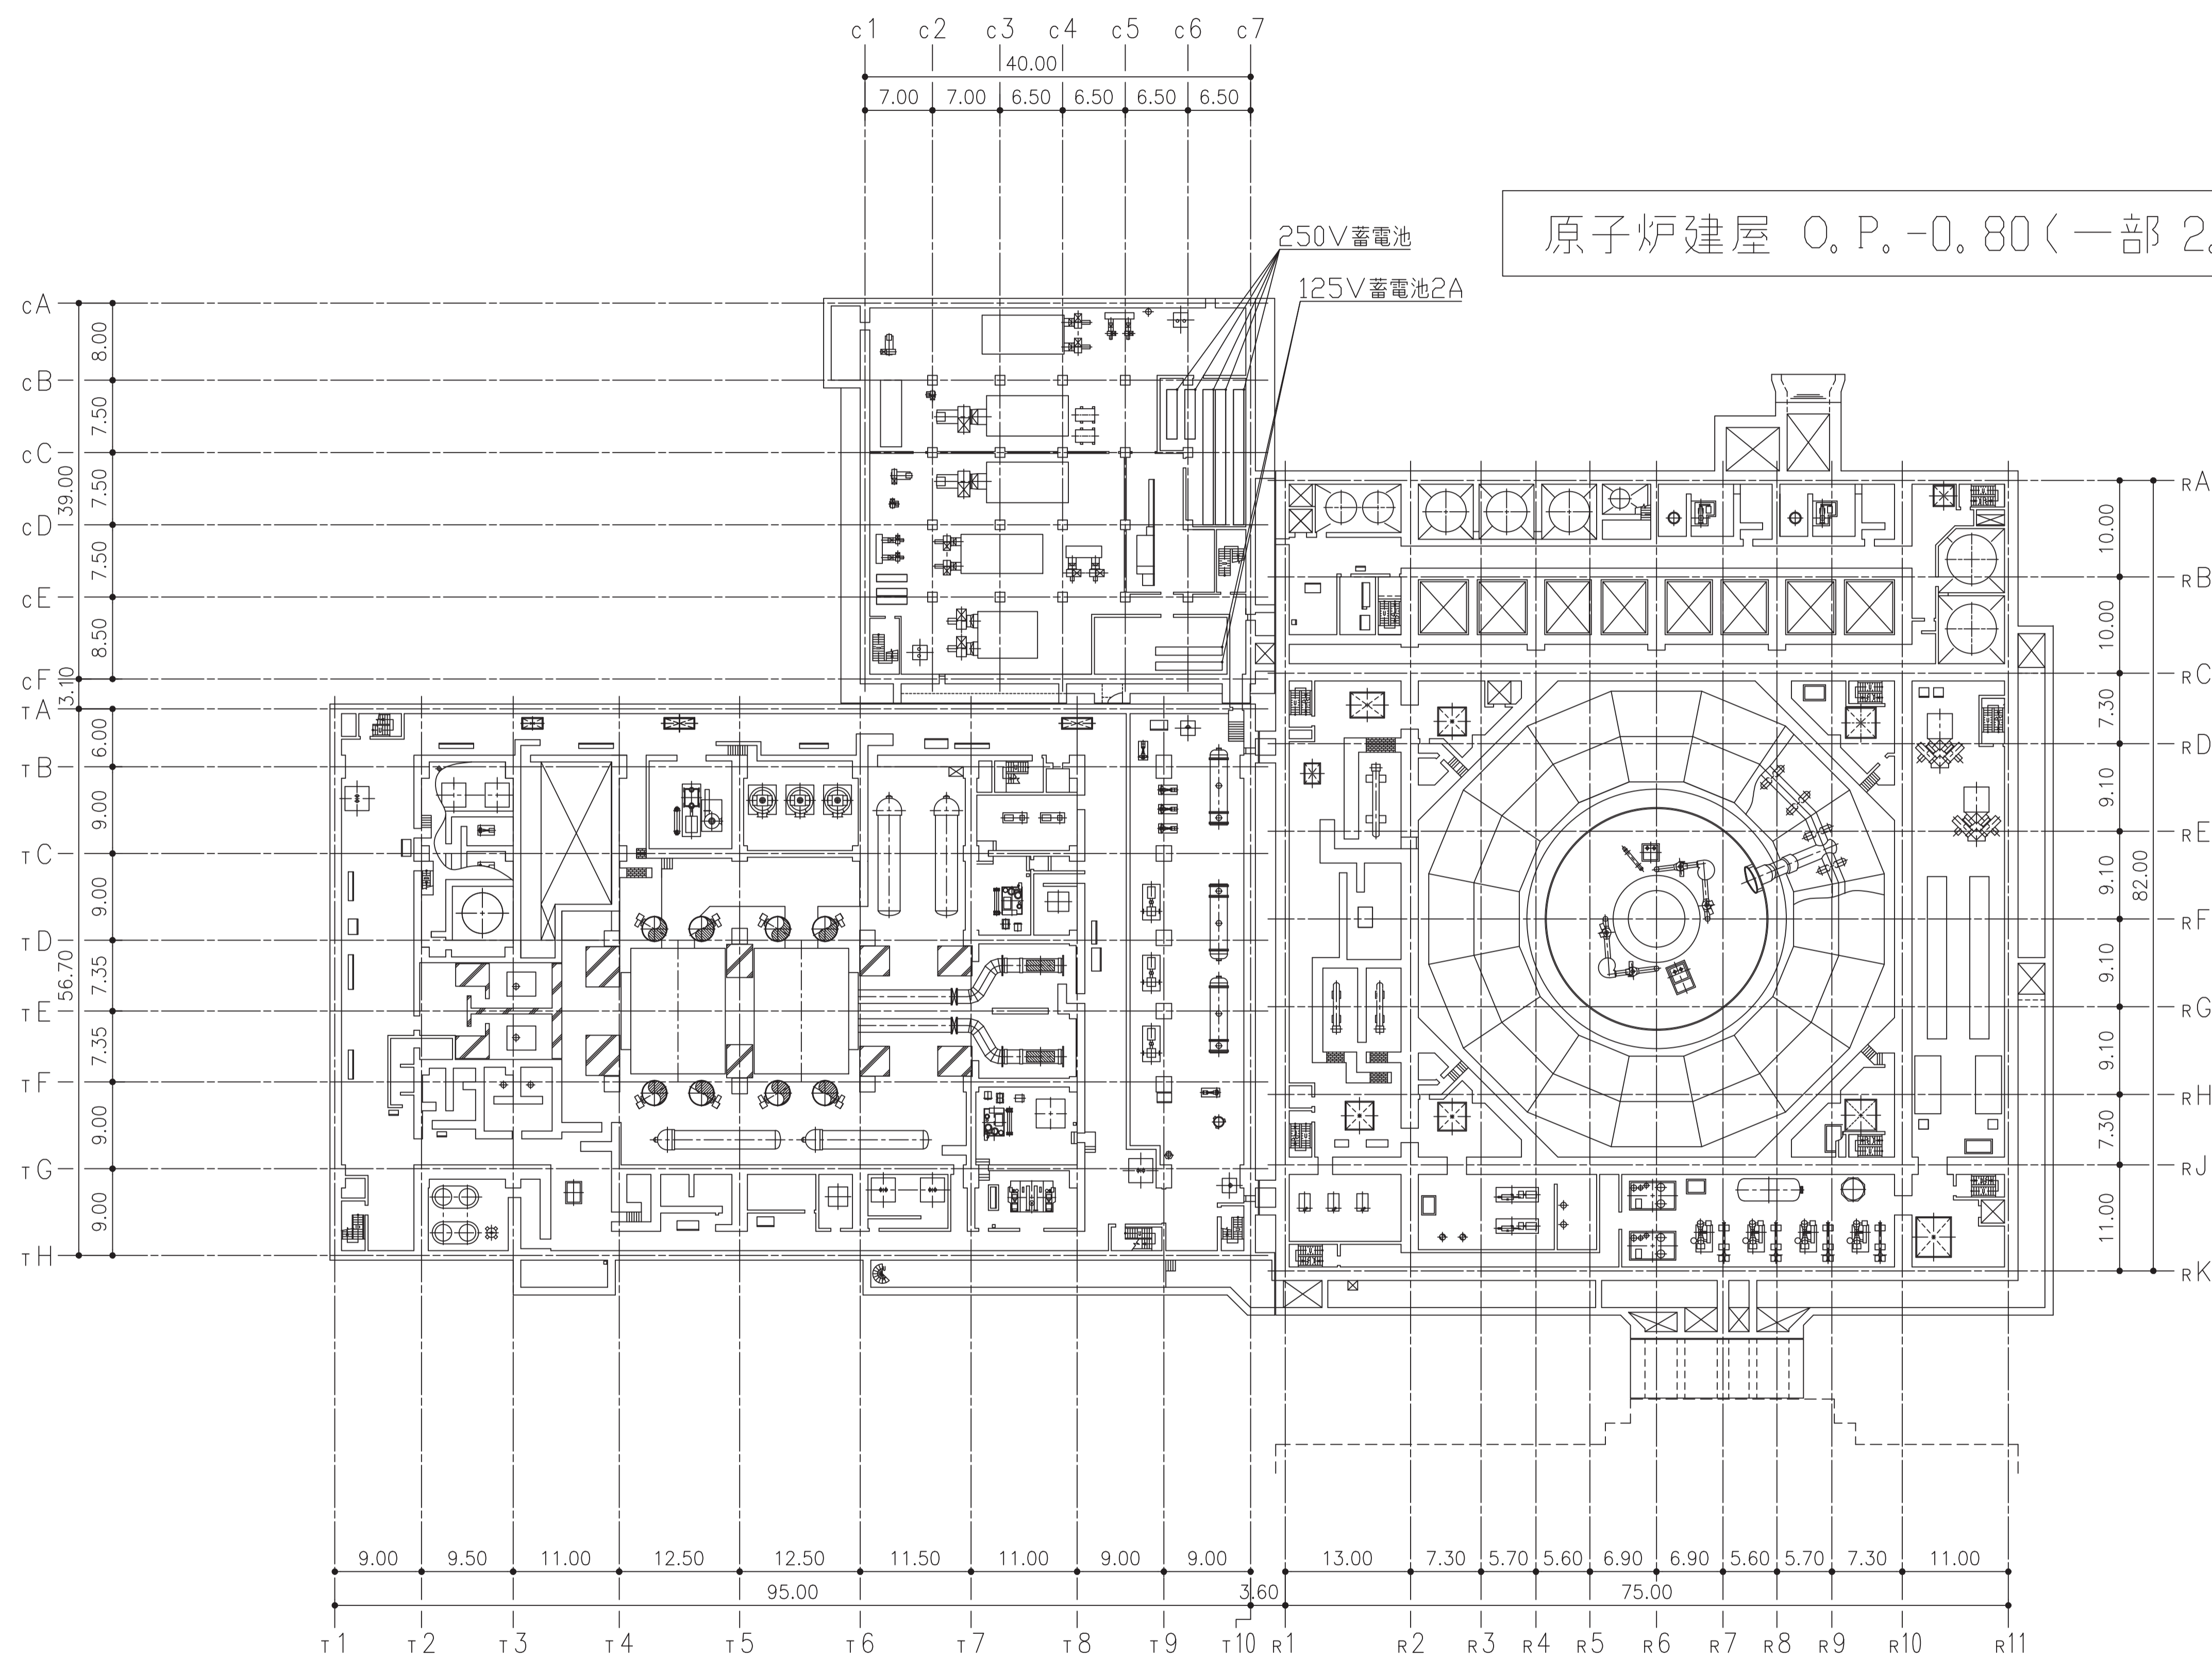 c1 c2 c3 c4 c5 c6 c7
40.00
7.00 7.00 6.50 6.50 6.50 6.50
原子炉建屋 O.P.-0.80(一部 2.
250V蓄電池
125V蓄電池2A
cA
cB
cC
cD
cE
cF
TA
TB
TC
TD
TE
TF
TG
TH
8.00
7.50
7.50
7.50
8.50
39.00
3.10
6.00
9.00
9.00
7.35
7.35
9.00
9.00
56.70
RA
RB
RC
RD
RE
RF
RG
RH
RJ
RK
10.00
10.00
7.30
9.10
9.10
9.10
9.10
7.30
11.00
82.00
9.00 9.50 11.00 12.50 12.50 11.50 11.00 9.00 9.00 13.00 7.30 5.70 5.60 6.90 6.90 5.60 5.70 7.30 11.00
95.00 3.60 75.00
T1 T2 T3 T4 T5 T6 T7 T8 T9 T10 R1 R2 R3 R4 R5 R6 R7 R8 R9 R10 R11